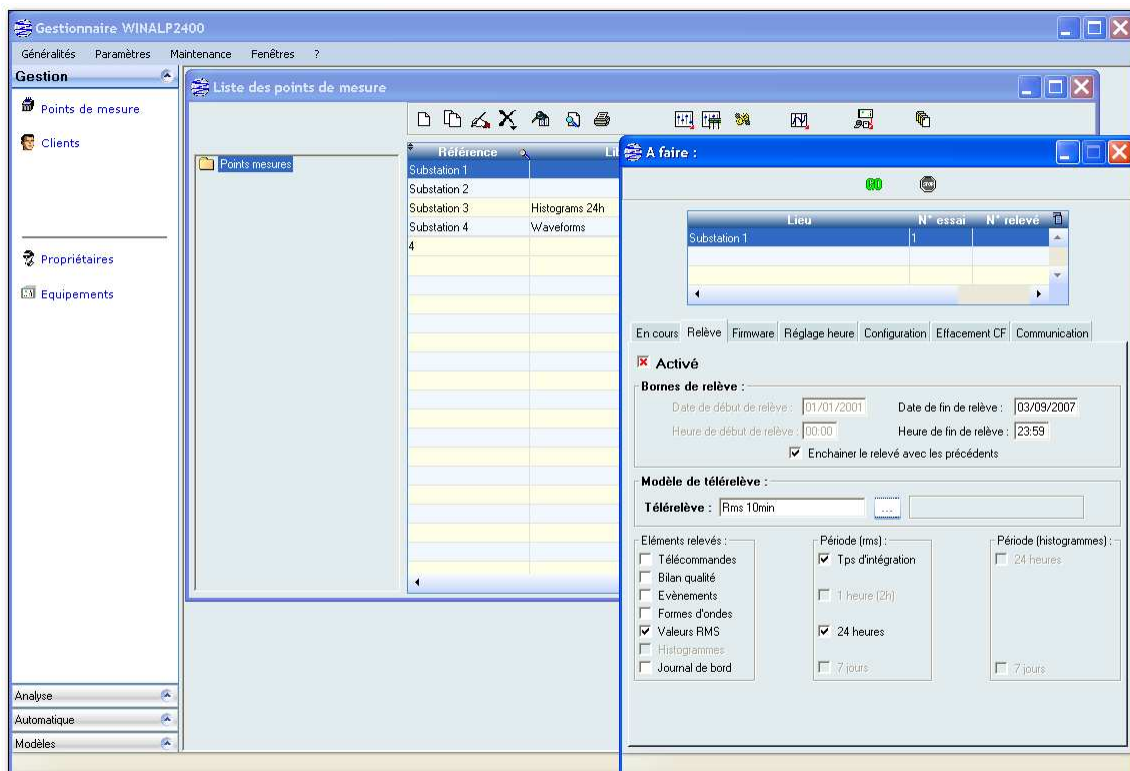 Gestionnaire WINALP2400
Généralités Paramètres Maintenance Fenêtres ?
Gestion
Points de mesure
Clients
Propriétaires
Equipements
Analyse
Automatique
Modèles
Liste des points de mesure
Points mesures
Référence Lib
Substation 1
Substation 2
Substation 3 Histograms 24h
Substation 4 Waveforms
4
A faire :
GO
Lieu N° essai N° relevé
Substation 1 1
En cours Relève Firmware Réglage heure Configuration Effacement CF Communication
Activé
Bornes de relève :
Date de début de relève : 01/01/2001 Date de fin de relève : 03/09/2007
Heure de début de relève : 00:00 Heure de fin de relève : 23:59
Enchainer le relevé avec les précédents
Modèle de télérelève :
Télérelève : Rms 10min ...
Eléments relevés : Période (rms) : Période (histogrammes) :
Télécommandes Tps d'intégration 24 heures
Bilan qualité
Evènements 1 heure (2h)
Formes d'ondes
Valeurs RMS 24 heures
Histogrammes
Journal de bord 7 jours 7 jours